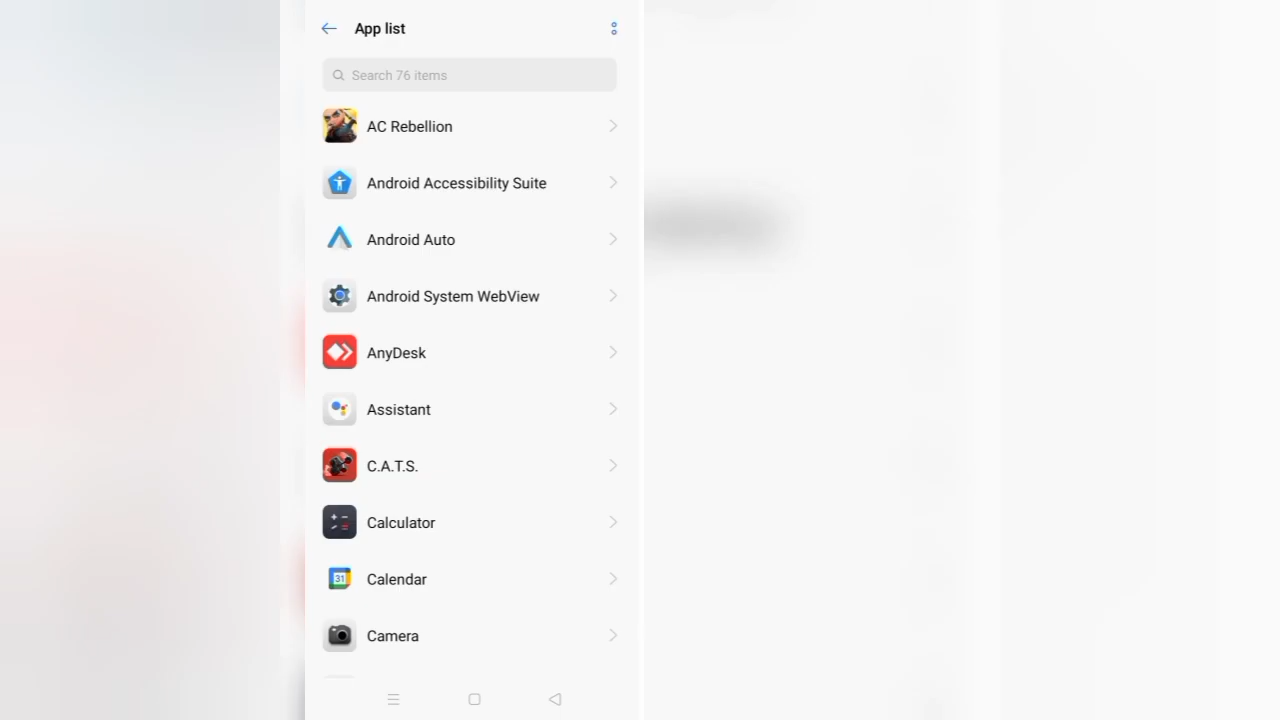 App list
Search 76 items
AC Rebellion
Android Accessibility Suite
Android Auto
Android System WebView
AnyDesk
Assistant
C.A.T.S.
Calculator
31
Calendar
Camera